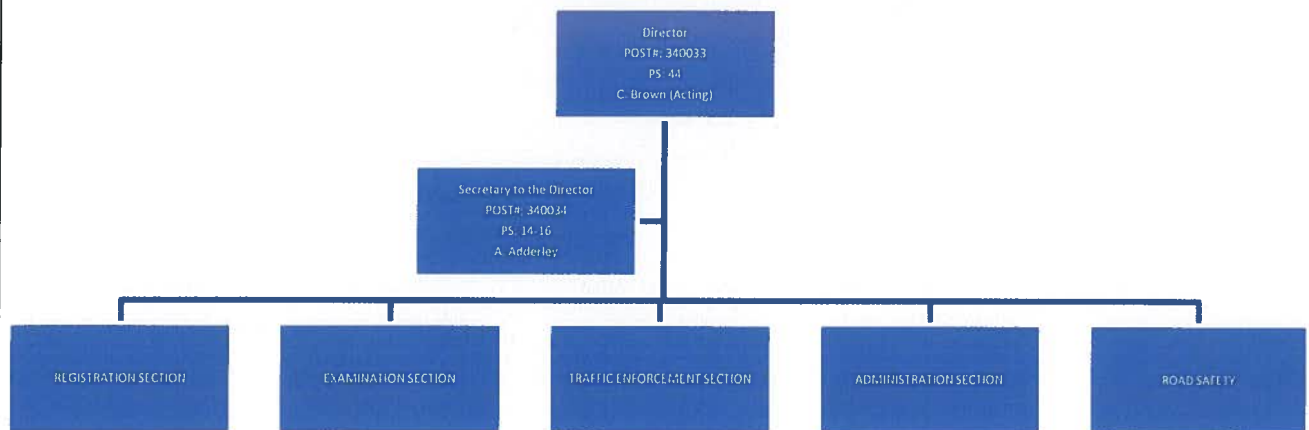 Director
POST#: 340033
PS: 44
C. Brown (Acting)
Secretary to the Director
POST#: 340034
PS: 14-16
A. Adderley
REGISTRATION SECTION
EXAMINATION SECTION
TRAFFIC ENFORCEMENT SECTION
ADMINISTRATION SECTION
ROAD SAFETY